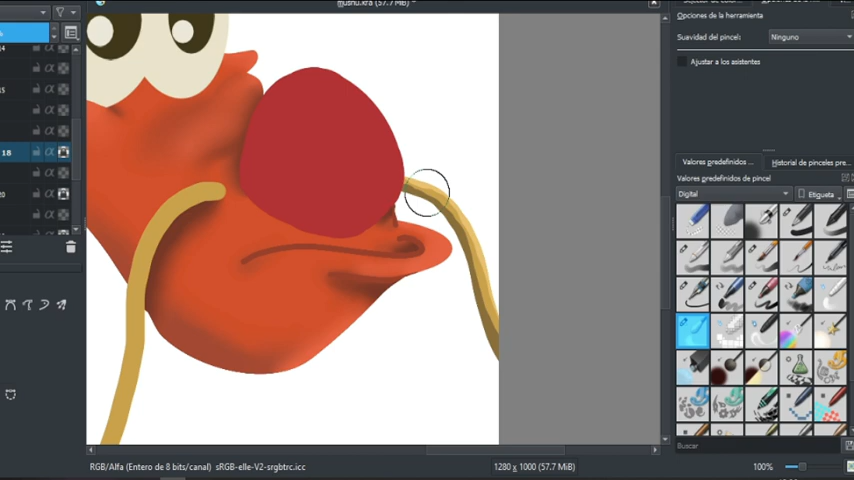 mushu.kra (57.7 MiB)
Opciones de la herramienta
Suavidad del pincel:
Ninguno
Ajustar a los asistentes
15
18
20
Valores predefinidos ...
Historial de pinceles pre...
Valores predefinidos de pincel
Digital
Etiqueta
Buscar
RGB/Alfa (Entero de 8 bits/canal) sRGB-elle-V2-srgbtrc.icc
1280 x 1000 (57.7 MiB)
100%